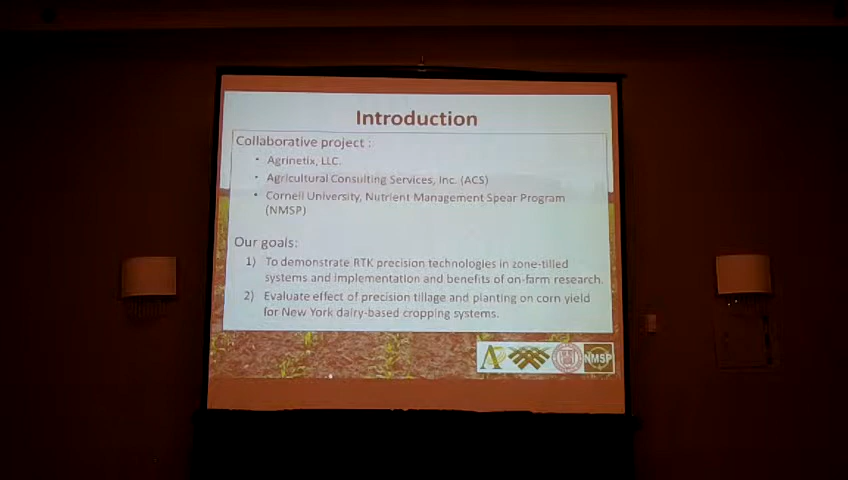 Introduction
Collaborative project :
• Agrinetix, LLC.
• Agricultural Consulting Services, Inc. (ACS)
• Cornell University, Nutrient Management Spear Program
(NMSP)
Our goals:
1) To demonstrate RTK precision technologies in zone-tilled
systems and implementation and benefits of on-farm research.
2) Evaluate effect of precision tillage and planting on corn yield
for New York dairy-based cropping systems.
NMSP